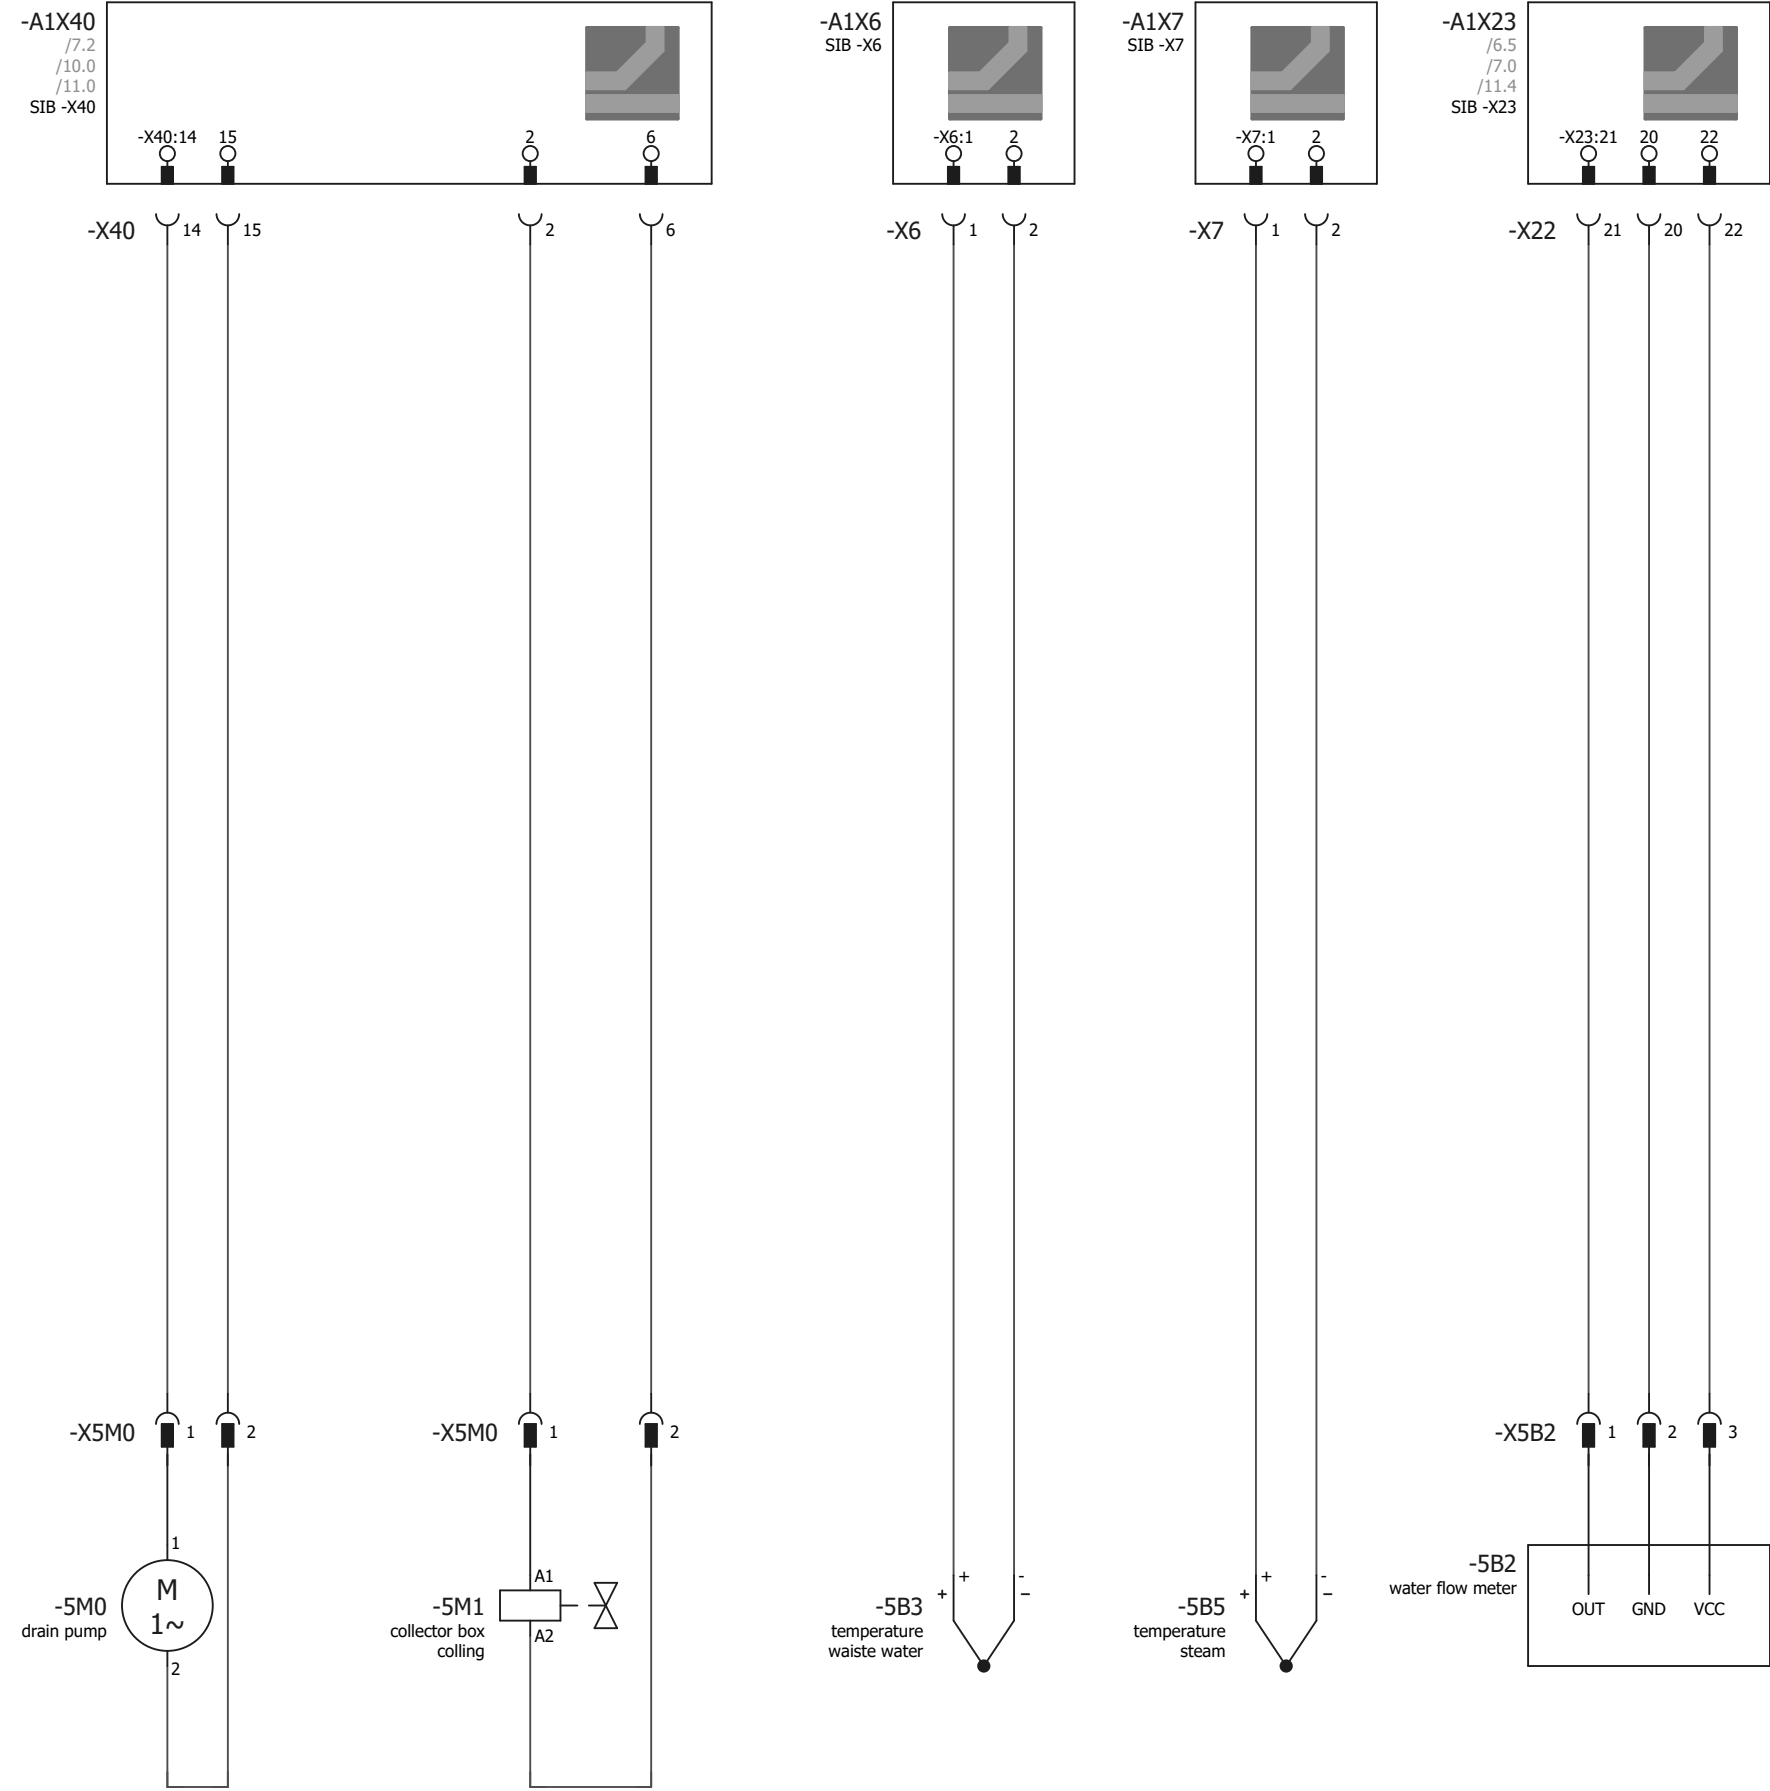 -A1X40
/7.2
/10.0
/11.0
SIB -X40
-X40:14 15 2 6
-A1X6
SIB -X6
-X6:1 2
-A1X7
SIB -X7
-X7:1 2
-A1X23
/6.5
/7.0
/11.4
SIB -X23
-X23:21 20 22
-X40 14 15 2 6
-X6 1 2
-X7 1 2
-X22 21 20 22
-X5M0 1 2
-X5M0 1 2
-X5B2 1 2 3
1
M
1~
-5M0
drain pump
2
A1
-5M1
collector box
colling
A2
+ -
+ −
-5B3
temperature
waiste water
+ -
+ −
-5B5
temperature
steam
-5B2
water flow meter
OUT GND VCC